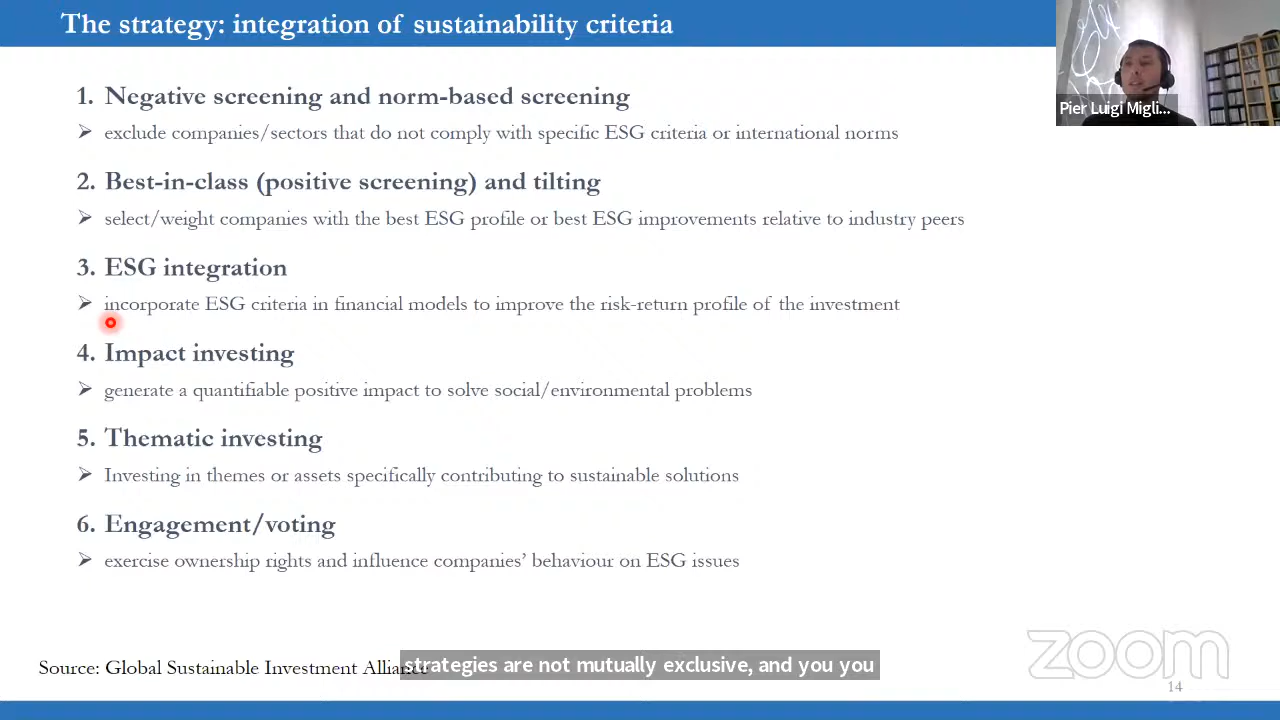 The strategy: integration of sustainability criteria
Pier Luigi Migli...
1. Negative screening and norm-based screening
➢ exclude companies/sectors that do not comply with specific ESG criteria or international norms
2. Best-in-class (positive screening) and tilting
➢ select/weight companies with the best ESG profile or best ESG improvements relative to industry peers
3. ESG integration
➢ incorporate ESG criteria in financial models to improve the risk-return profile of the investment
4. Impact investing
➢ generate a quantifiable positive impact to solve social/environmental problems
5. Thematic investing
➢ Investing in themes or assets specifically contributing to sustainable solutions
6. Engagement/voting
➢ exercise ownership rights and influence companies' behaviour on ESG issues
Source: Global Sustainable Investment Alliance
strategies are not mutually exclusive, and you you
zoom
14